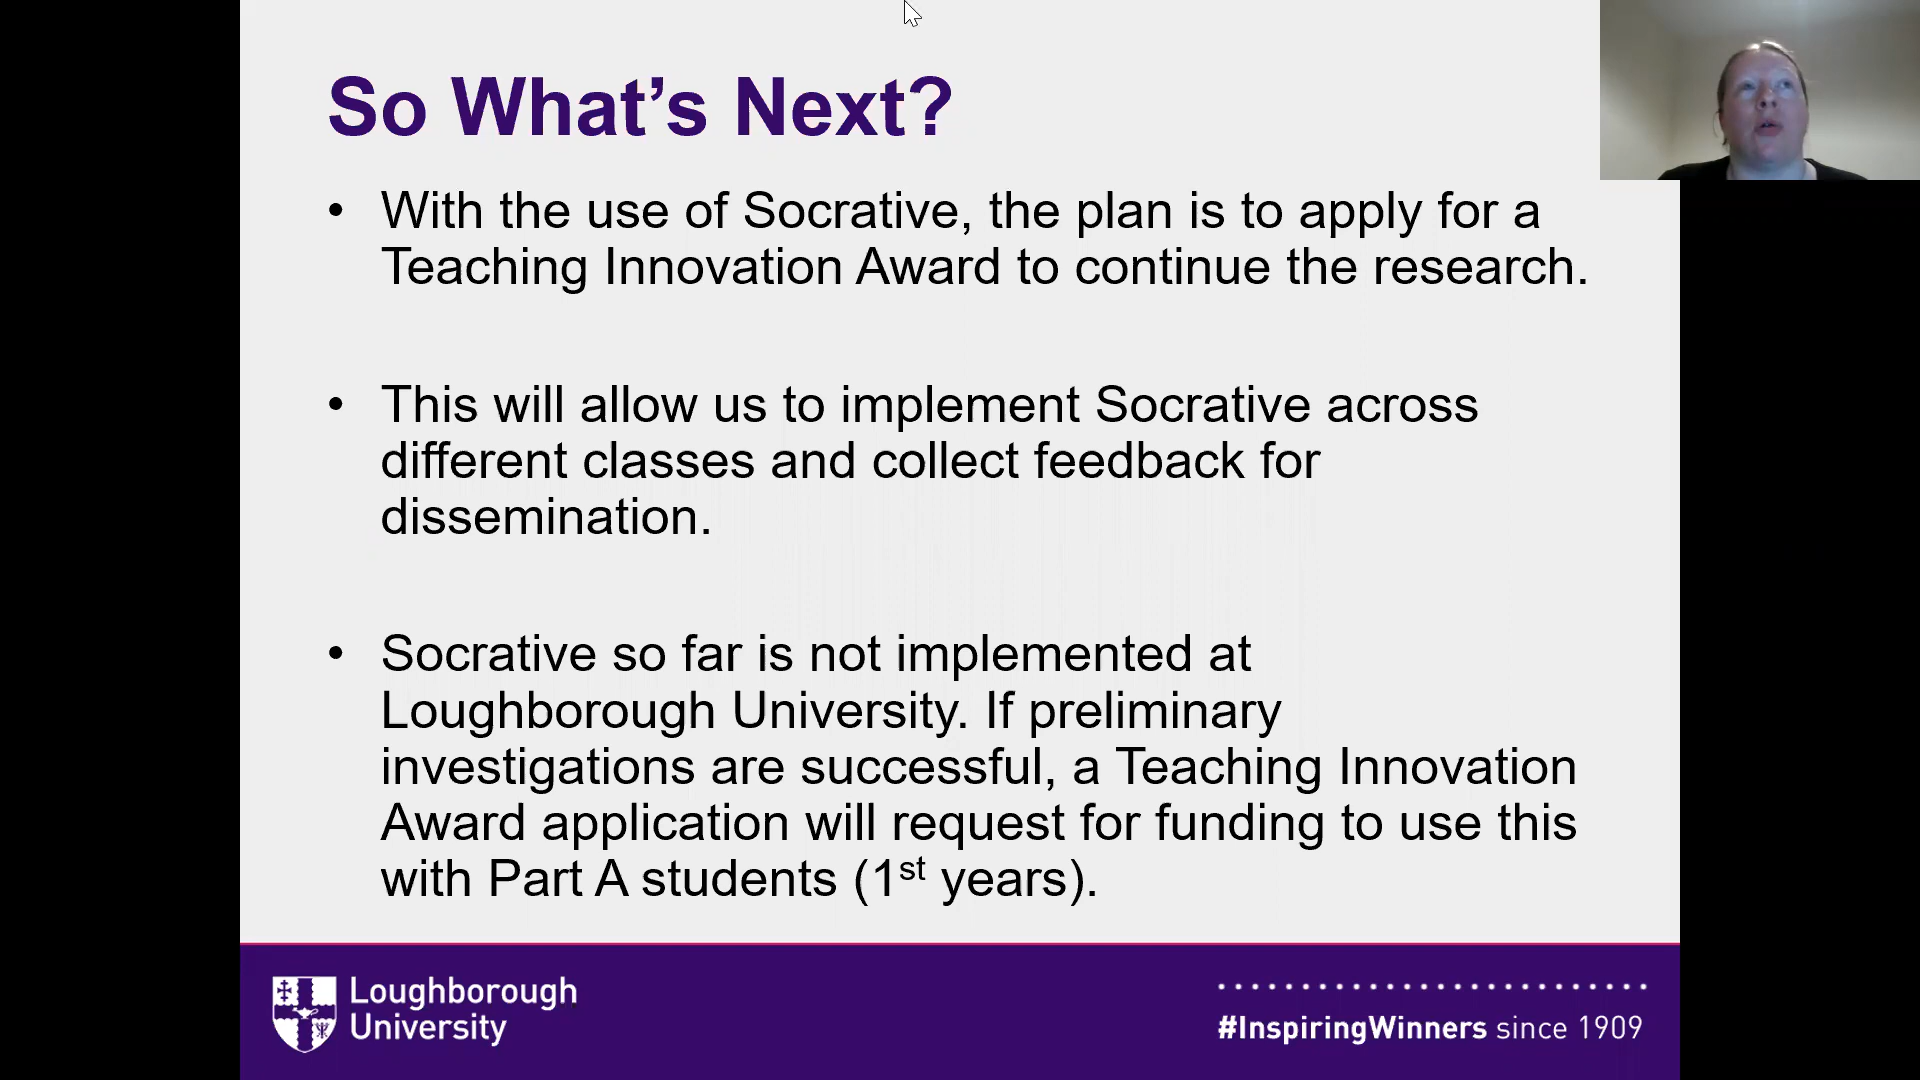 So What’s Next?
• With the use of Socrative, the plan is to apply for a
Teaching Innovation Award to continue the research.
• This will allow us to implement Socrative across
different classes and collect feedback for
dissemination.
• Socrative so far is not implemented at
Loughborough University. If preliminary
investigations are successful, a Teaching Innovation
Award application will request for funding to use this
with Part A students (1st years).
Loughborough
University
#InspiringWinners since 1909